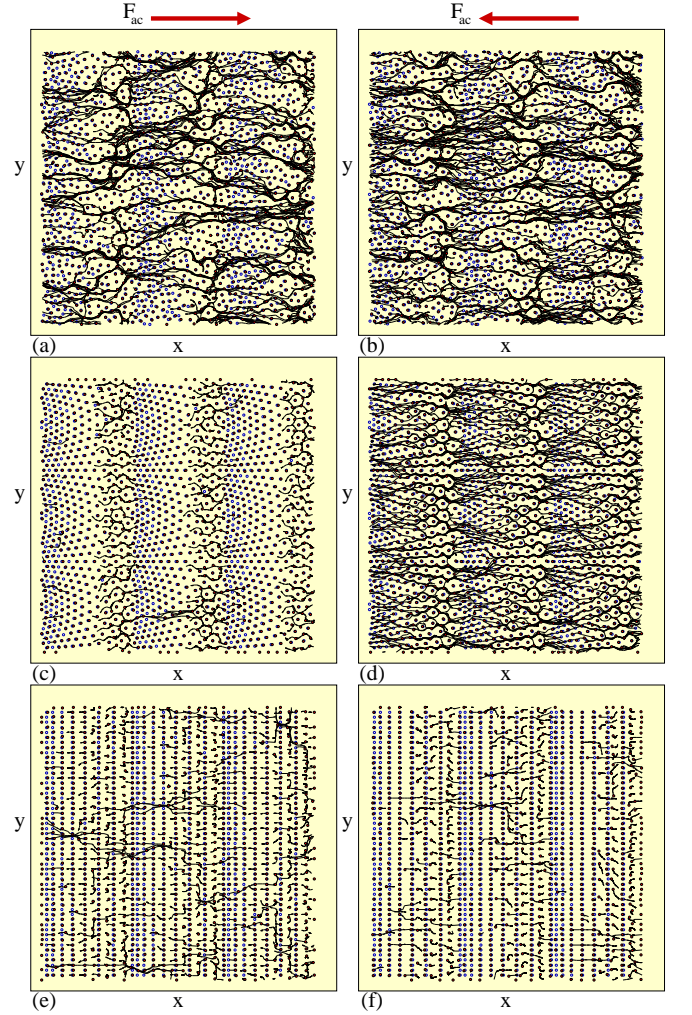 F_ac F_ac
y y
(a) x (b) x
y y
(c) x (d) x
y y
(e) x (f) x